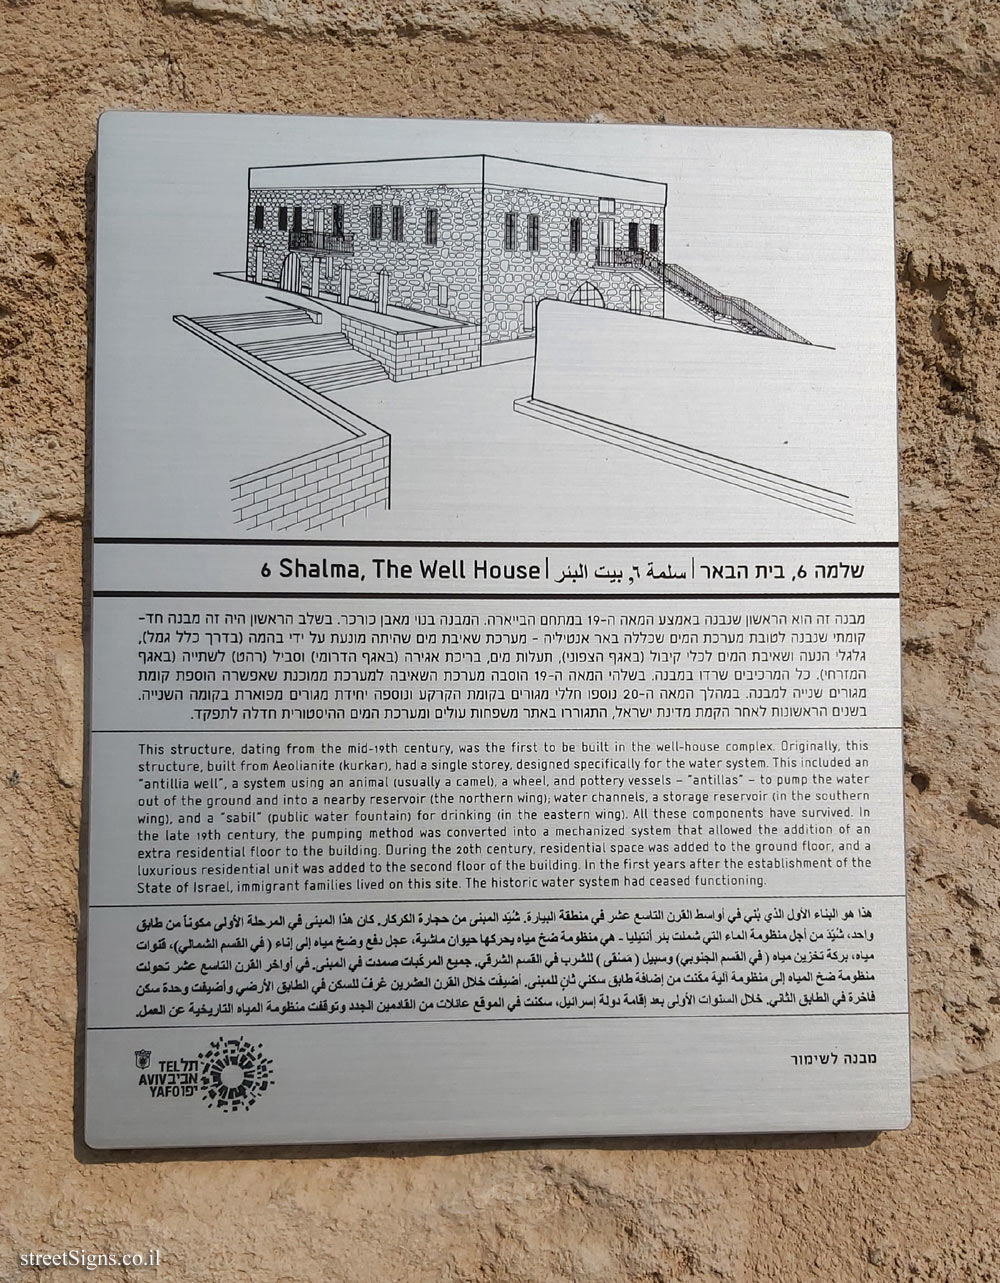 שלמה 6, בית הבאר | سلمة ٦, بيت البئر | 6 Shalma, The Well House
מבנה זה הוא הראשון שנבנה באמצע המאה ה-19 במתחם הבייארה. המבנה בנוי מאבן כורכר. בשלב הראשון היה זה מבנה חד-
קומתי שנבנה לטובת מערכת המים שכללה באר אנטיליה - מערכת שאיבת מים שהיתה מונעת על ידי בהמה (בדרך כלל גמל),
גלגלי הנעה ושאיבת המים לכלי קיבול (באגף הצפוני), תעלות מים, בריכת אגירה (באגף הדרומי) וסביל (רהט) לשתייה (באגף
המזרחי). כל המרכיבים שרדו במבנה. בשלהי המאה ה-19 הוסבה מערכת השאיבה למערכת ממוכנת שאפשרה הוספת קומת
מגורים שנייה למבנה. במהלך המאה ה-20 נוספו חללי מגורים בקומת הקרקע ונוספה יחידת מגורים מפוארת בקומה השנייה.
בשנים הראשונות לאחר הקמת מדינת ישראל, התגוררו באתר משפחות עולים ומערכת המים ההיסטורית חדלה לתפקד.
This structure, dating from the mid-19th century, was the first to be built in the well-house complex. Originally, this
structure, built from Aeolianite (kurkar), had a single storey, designed specifically for the water system. This included an
"antillia well", a system using an animal (usually a camel), a wheel, and pottery vessels – "antillas" – to pump the water
out of the ground and into a nearby reservoir (the northern wing); water channels, a storage reservoir (in the southern
wing), and a "sabil" (public water fountain) for drinking (in the eastern wing). All these components have survived. In
the late 19th century, the pumping method was converted into a mechanized system that allowed the addition of an
extra residential floor to the building. During the 20th century, residential space was added to the ground floor, and a
luxurious residential unit was added to the second floor of the building. In the first years after the establishment of the
State of Israel, immigrant families lived on this site. The historic water system had ceased functioning.
هذا هو البناء الأول الذي بُني في أواسط القرن التاسع عشر في منطقة البيارة. شُيّد المبنى من حجارة الكركار. كان هذا المبنى في المرحلة الأولى مكوناً من طابق
واحد، شُيّدَ من أجل منظومة الماء التي شملت بئر أنتيليا - هي منظومة ضخ مياه يحركها حيوان ماشية، عجل دفع وضخ مياه إلى إناء ( في القسم الشمالي)، قنوات
مياه، بركة تخزين مياه ( في القسم الجنوبي) وسبيل ( مَسْقى ) للشرب في القسم الشرقي. جميع المركّبات صمدت في المبنى. في أواخر القرن التاسع عشر تحولت
منظومة ضخ المياه إلى منظومة آلية مكّنت من إضافة طابق سكني ثانٍ للمبنى. أضيفت خلال القرن العشرين غرفٌ للسكن في الطابق الأرضي وأضيفت وحدة سكن
فاخرة في الطابق الثاني. خلال السنوات الأولى بعد إقامة دولة إسرائيل، سكنت في الموقع عائلات من القادمين الجدد وتوقفت منظومة المياه التاريخية عن العمل.
מבנה לשימור
TEL תל
AVIV אביב
YAFO יפו
streetSigns.co.il